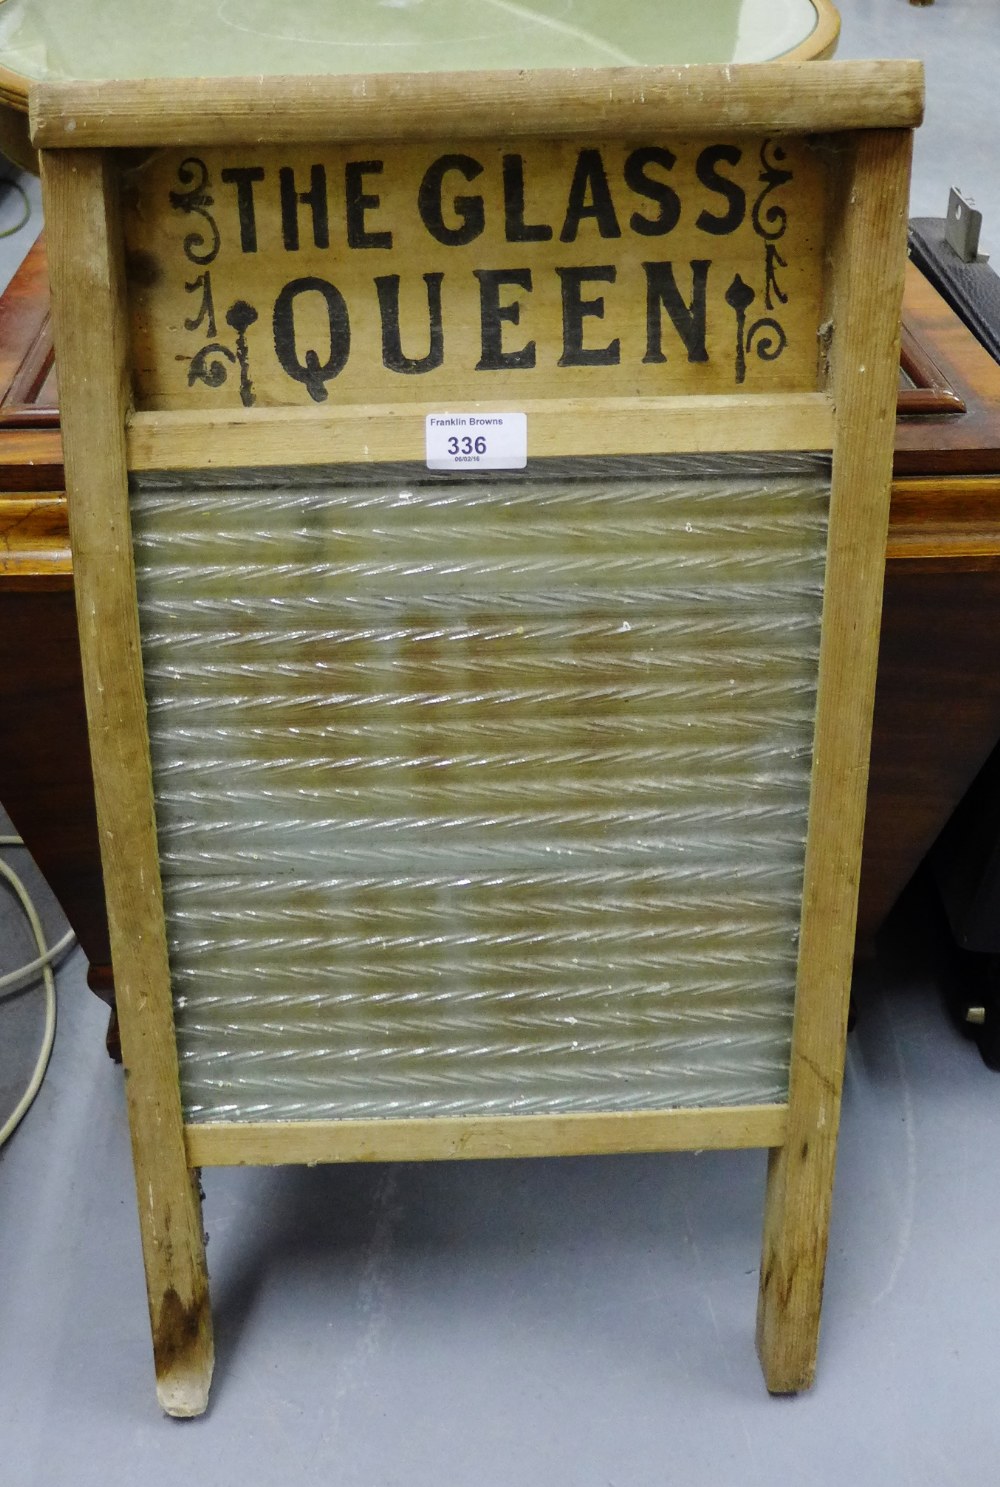 THE GLASS
QUEEN
Franklin Browns
336